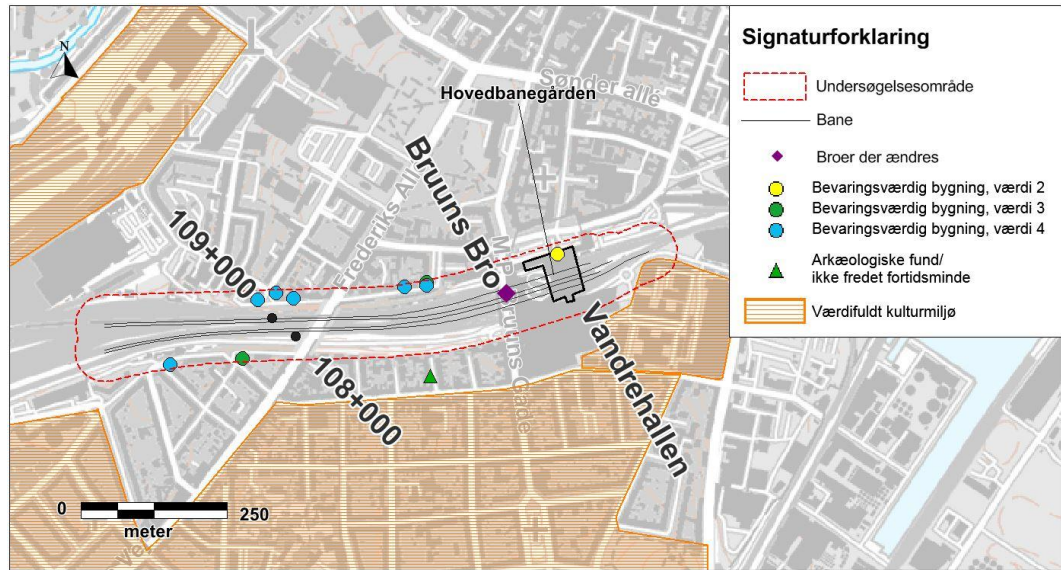 N
Sønder allé
Hovedbanegården
Bruuns Bro
Frederiks Al
109+000
M.P. Bruuns Gade
Vandrehallen
108+000
0 250
meter
Signaturforklaring
Undersøgelsesområde
Bane
Broer der ændres
Bevaringsværdig bygning, værdi 2
Bevaringsværdig bygning, værdi 3
Bevaringsværdig bygning, værdi 4
Arkæologiske fund/
ikke fredet fortidsminde
Værdifuldt kulturmiljø